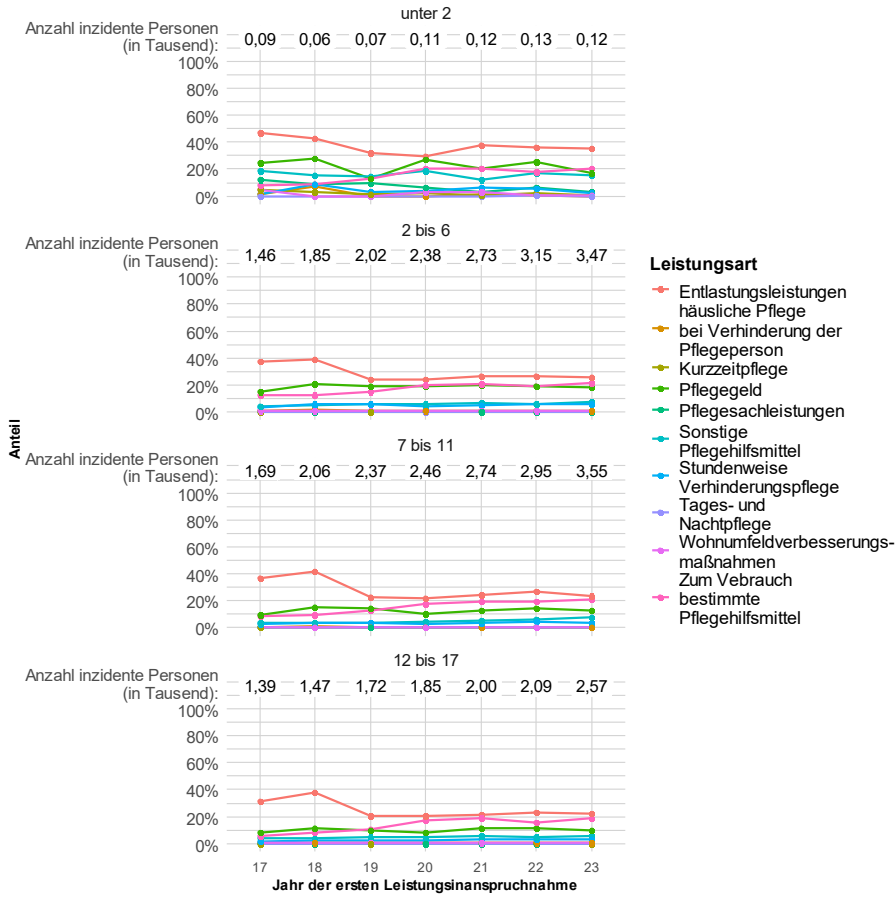 unter 2
Anzahl inzidente Personen
(in Tausend):
0,09 0,06 0,07 0,11 0,12 0,13 0,12
100%
80%
60%
40%
20%
0%
2 bis 6
Anzahl inzidente Personen
(in Tausend):
1,46 1,85 2,02 2,38 2,73 3,15 3,47
100%
80%
60%
40%
20%
0%
7 bis 11
Anzahl inzidente Personen
(in Tausend):
1,69 2,06 2,37 2,46 2,74 2,95 3,55
100%
80%
60%
40%
20%
0%
12 bis 17
Anzahl inzidente Personen
(in Tausend):
1,39 1,47 1,72 1,85 2,00 2,09 2,57
100%
80%
60%
40%
20%
0%
17 18 19 20 21 22 23
Jahr der ersten Leistungsinanspruchnahme
Anteil
Leistungsart
Entlastungsleistungen
häusliche Pflege
bei Verhinderung der
Pflegeperson
Kurzzeitpflege
Pflegegeld
Pflegesachleistungen
Sonstige
Pflegehilfsmittel
Stundenweise
Verhinderungspflege
Tages- und
Nachtpflege
Wohnumfeldverbesserungs-
maßnahmen
Zum Vebrauch
bestimmte
Pflegehilfsmittel